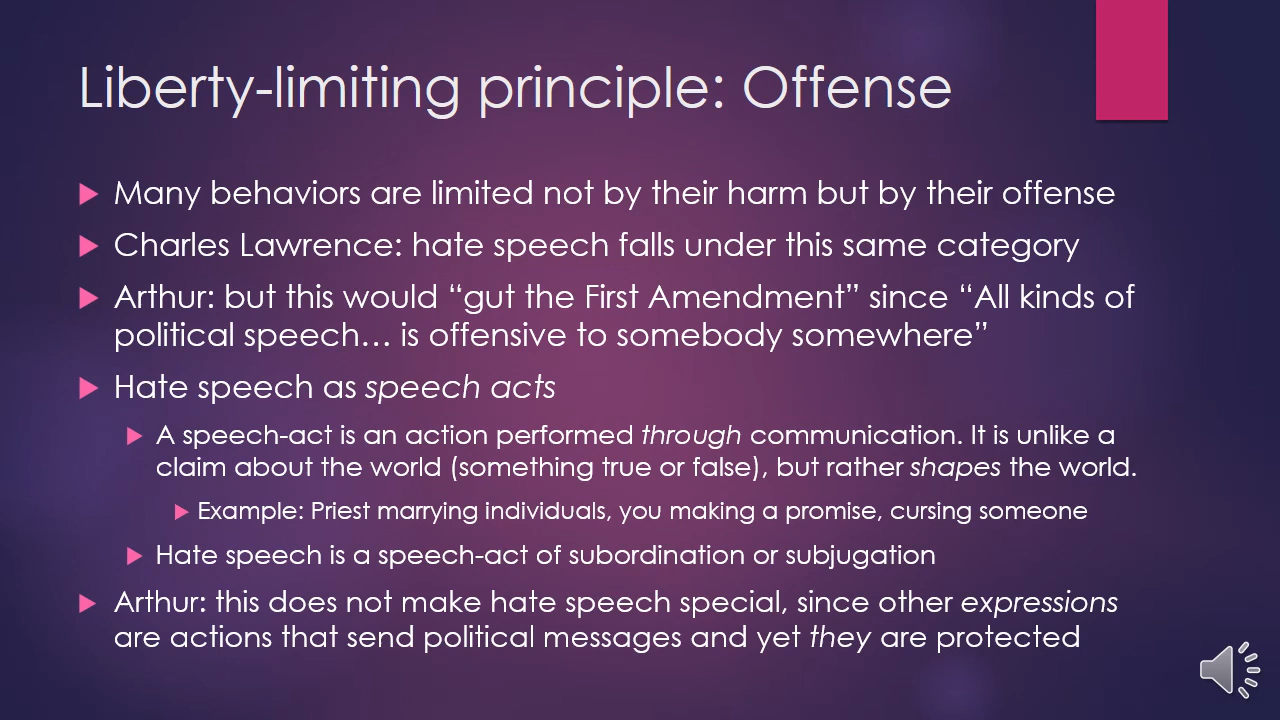 Liberty-limiting principle: Offense
Many behaviors are limited not by their harm but by their offense
Charles Lawrence: hate speech falls under this same category
Arthur: but this would “gut the First Amendment” since “All kinds of
political speech… is offensive to somebody somewhere”
Hate speech as speech acts
A speech-act is an action performed through communication. It is unlike a
claim about the world (something true or false), but rather shapes the world.
Example: Priest marrying individuals, you making a promise, cursing someone
Hate speech is a speech-act of subordination or subjugation
Arthur: this does not make hate speech special, since other expressions
are actions that send political messages and yet they are protected